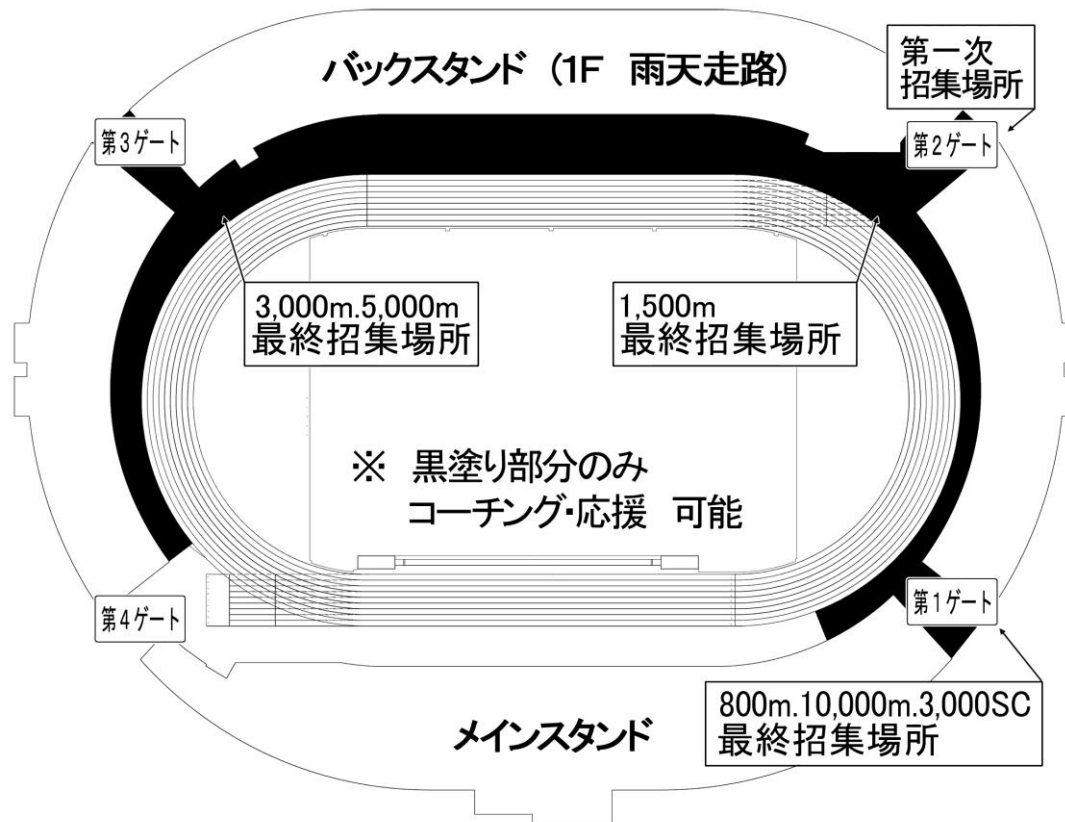 バックスタンド (1F 雨天走路)
第一次
招集場所
第3ゲート
第2ゲート
3,000m.5,000m
最終招集場所
1,500m
最終招集場所
※ 黒塗り部分のみ
コーチング・応援 可能
第4ゲート
第1ゲート
800m.10,000m.3,000SC
最終招集場所
メインスタンド